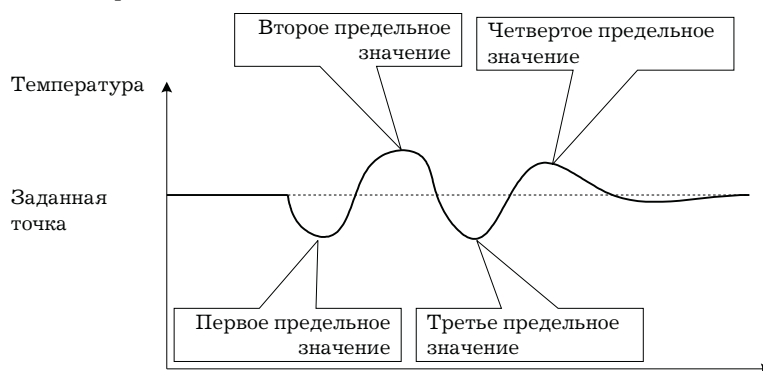 Второе предельное
значение
Четвертое предельное
значение
Температура
Заданная
точка
Первое предельное
значение
Третье предельное
значение